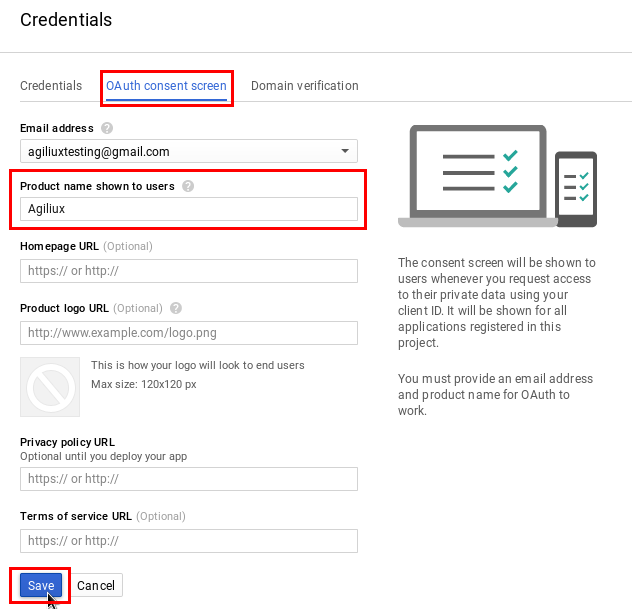 Credentials
Credentials OAuth consent screen Domain verification
Email address ?
agiliuxtesting@gmail.com
Product name shown to users ?
Agiliux
Homepage URL (Optional)
https:// or http://
Product logo URL (Optional) ?
http://www.example.com/logo.png
This is how your logo will look to end users
Max size: 120x120 px
Privacy policy URL
Optional until you deploy your app
https:// or http://
Terms of service URL (Optional)
https:// or http://
Save Cancel
The consent screen will be shown to
users whenever you request access
to their private data using your
client ID. It will be shown for all
applications registered in this
project.
You must provide an email address
and product name for OAuth to
work.